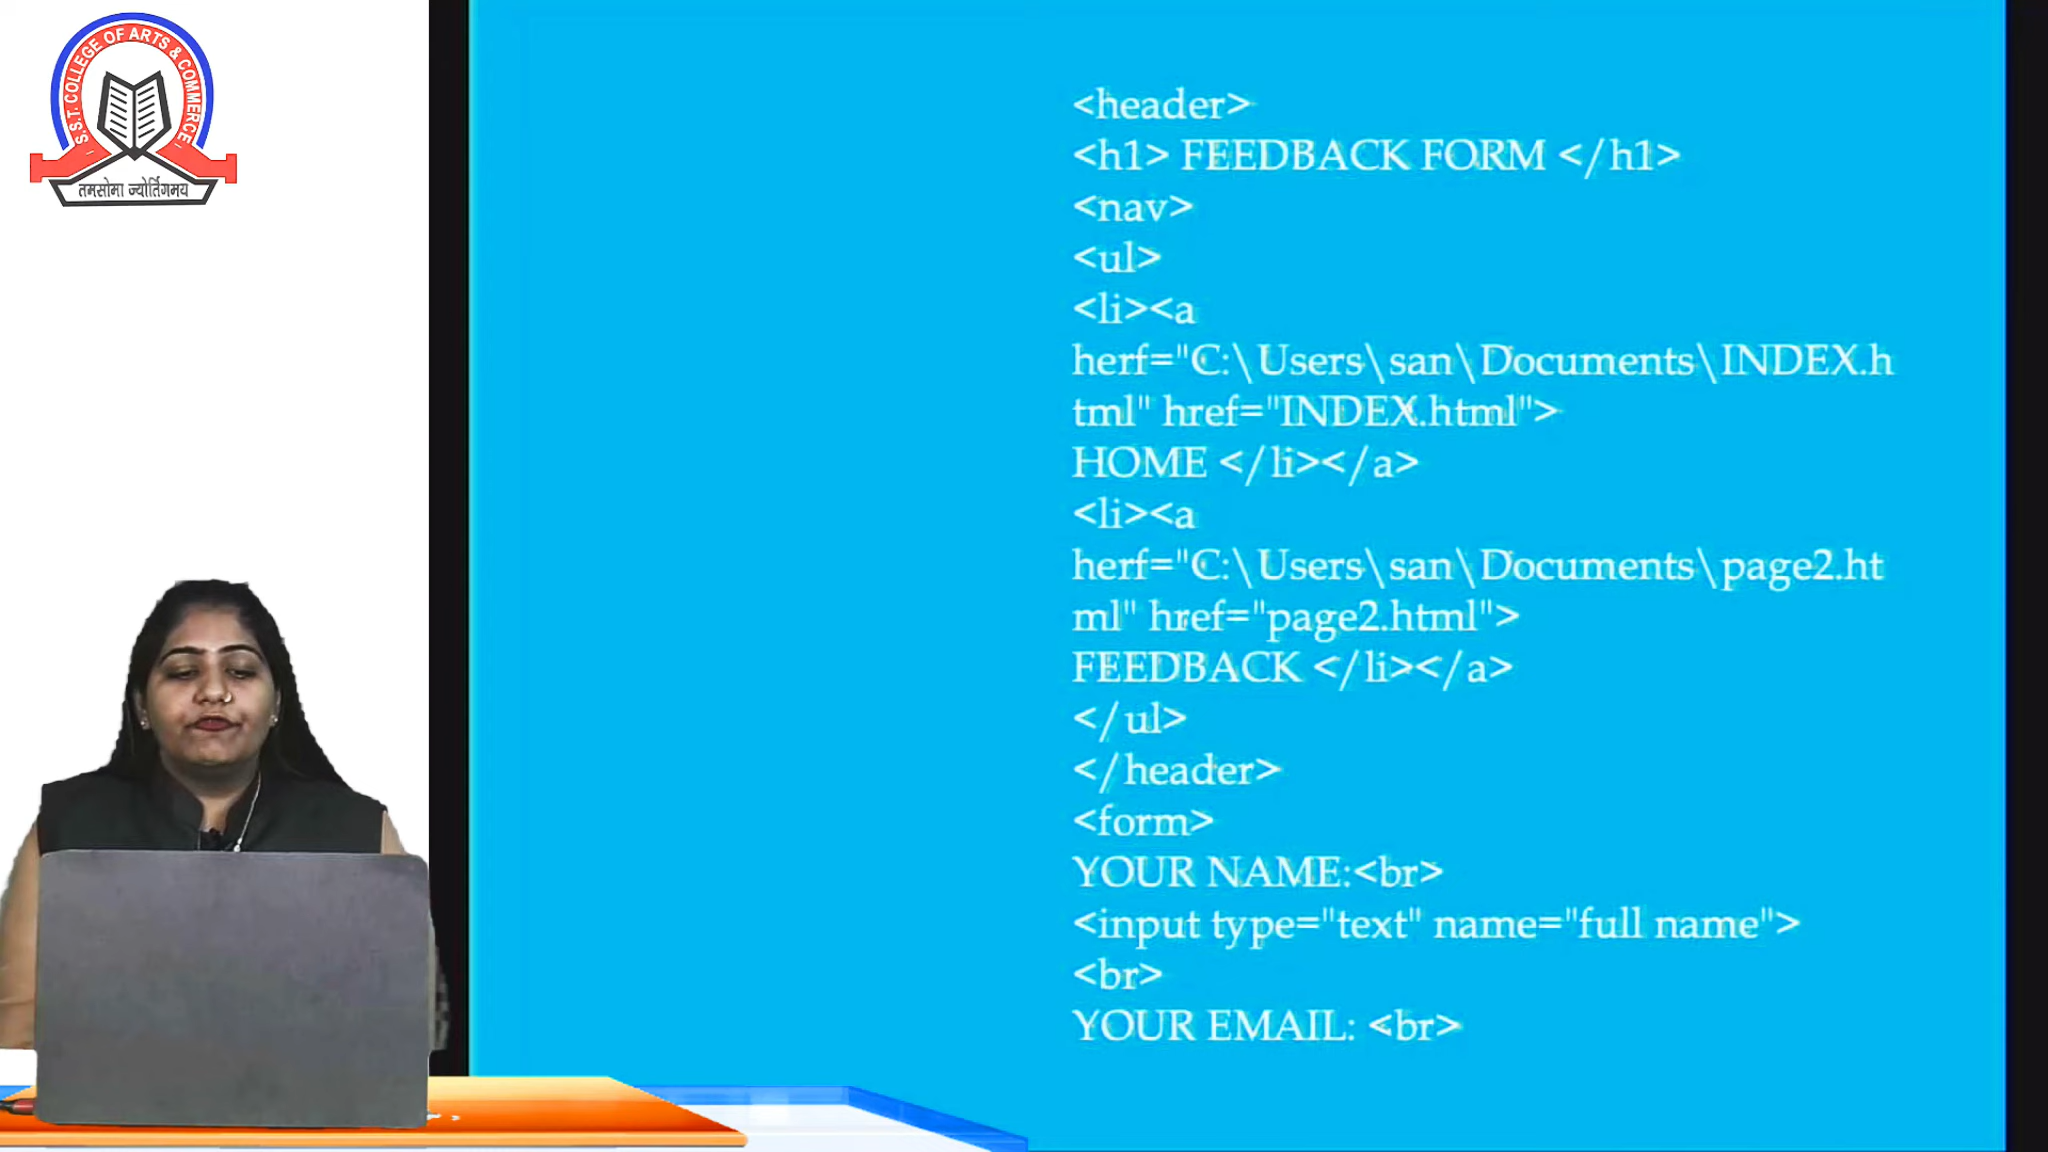 S.S.T. COLLEGE OF ARTS & COMMERCE
तमसोमा ज्योर्तिगमय
<header>
<h1> FEEDBACK FORM </h1>
<nav>
<ul>
<li><a
herf="C:\Users\san\Documents\INDEX.h
tml" href="INDEX.html">
HOME </li></a>
<li><a
herf="C:\Users\san\Documents\page2.ht
ml" href="page2.html">
FEEDBACK </li></a>
</ul>
</header>
<form>
YOUR NAME:<br>
<input type="text" name="full name">
<br>
YOUR EMAIL: <br>